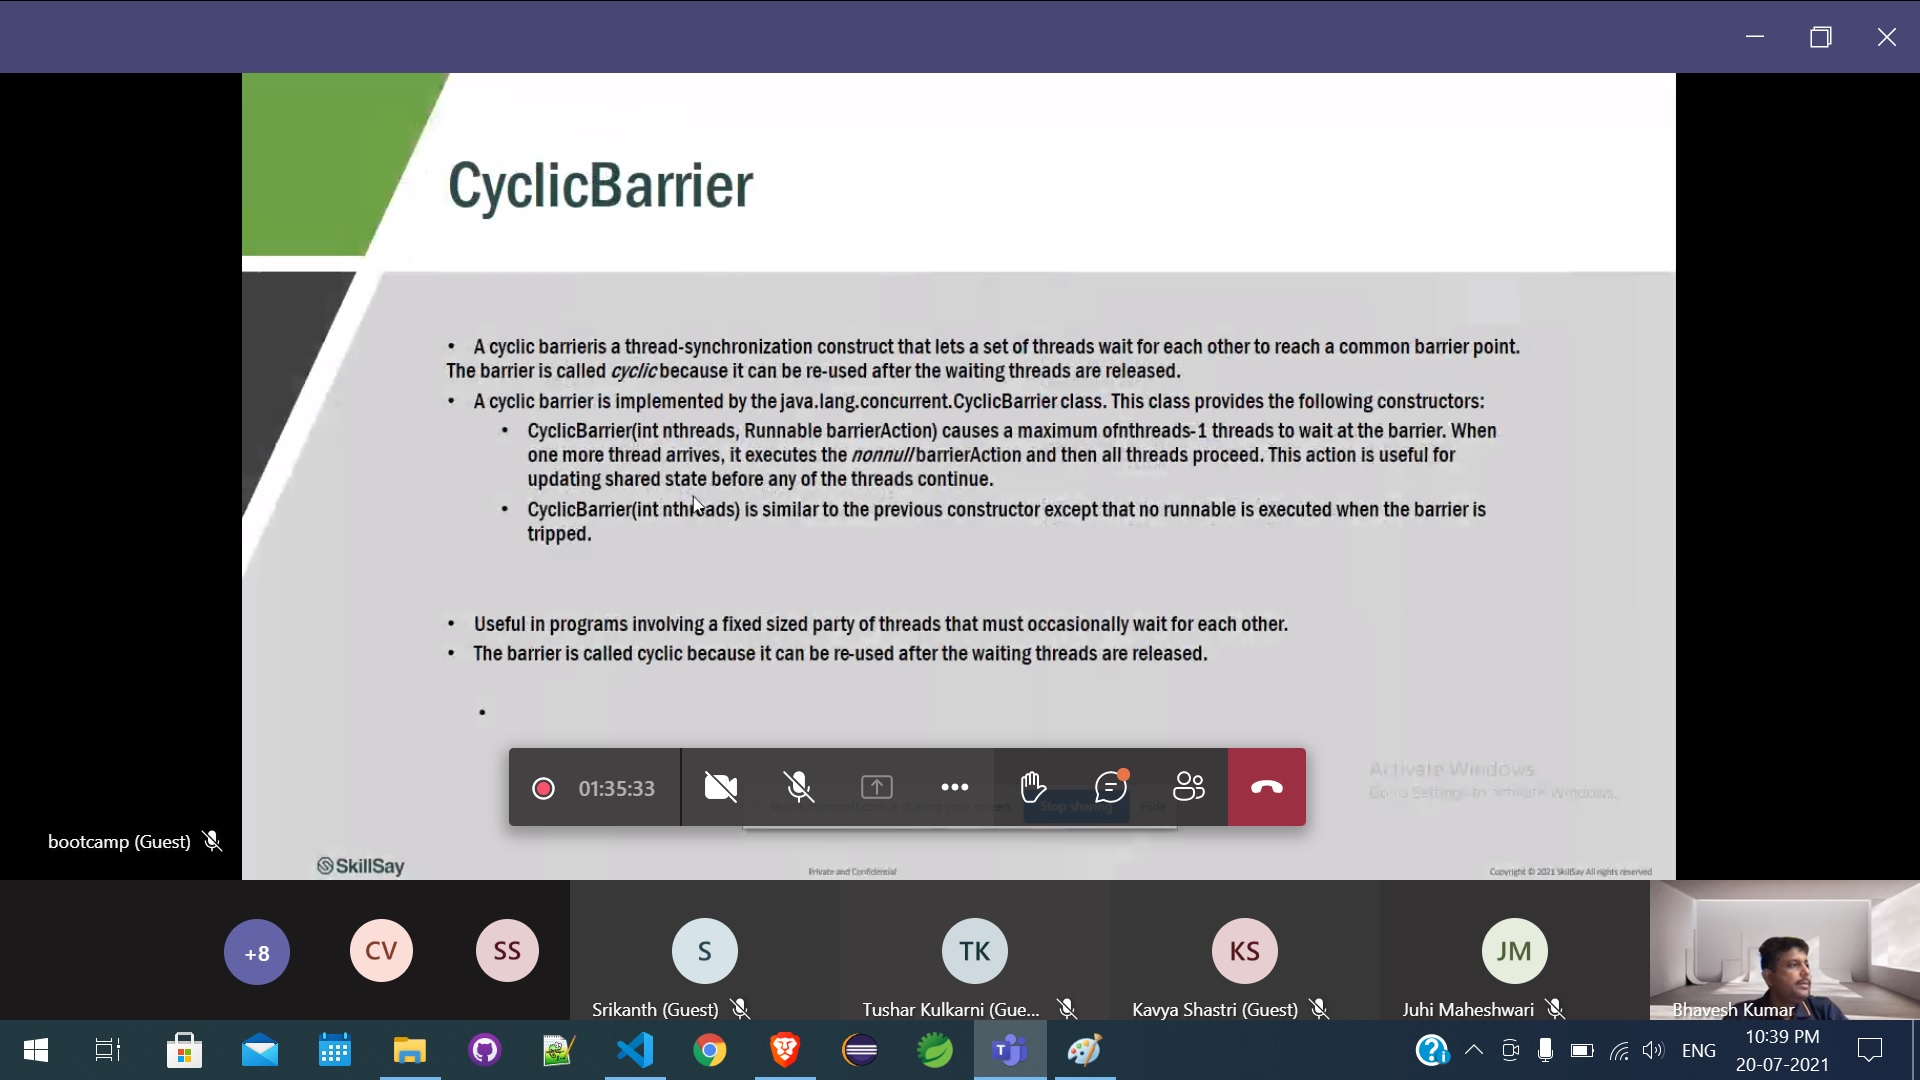 CyclicBarrier
• A cyclic barrieris a thread-synchronization construct that lets a set of threads wait for each other to reach a common barrier point.
The barrier is called cyclic because it can be re-used after the waiting threads are released.
• A cyclic barrier is implemented by the java.lang.concurrent.CyclicBarrier class. This class provides the following constructors:
• CyclicBarrier(int nthreads, Runnable barrierAction) causes a maximum ofnthreads-1 threads to wait at the barrier. When
one more thread arrives, it executes the nonnull barrierAction and then all threads proceed. This action is useful for
updating shared state before any of the threads continue.
• CyclicBarrier(int nthreads) is similar to the previous constructor except that no runnable is executed when the barrier is
tripped.
• Useful in programs involving a fixed sized party of threads that must occasionally wait for each other.
• The barrier is called cyclic because it can be re-used after the waiting threads are released.
•
01:35:33
Activate Windows
Go to Settings to activate Windows.
is sharing your screen.
Stop sharing
Hide
bootcamp (Guest)
SkillSay
Private and Confidential
Copyright © 2021 SkillSay All rights reserved
+8
CV
SS
S
TK
KS
JM
Srikanth (Guest)
Tushar Kulkarni (Gue...
Kavya Shastri (Guest)
Juhi Maheshwari
Bhavesh Kumar
ENG
10:39 PM
20-07-2021